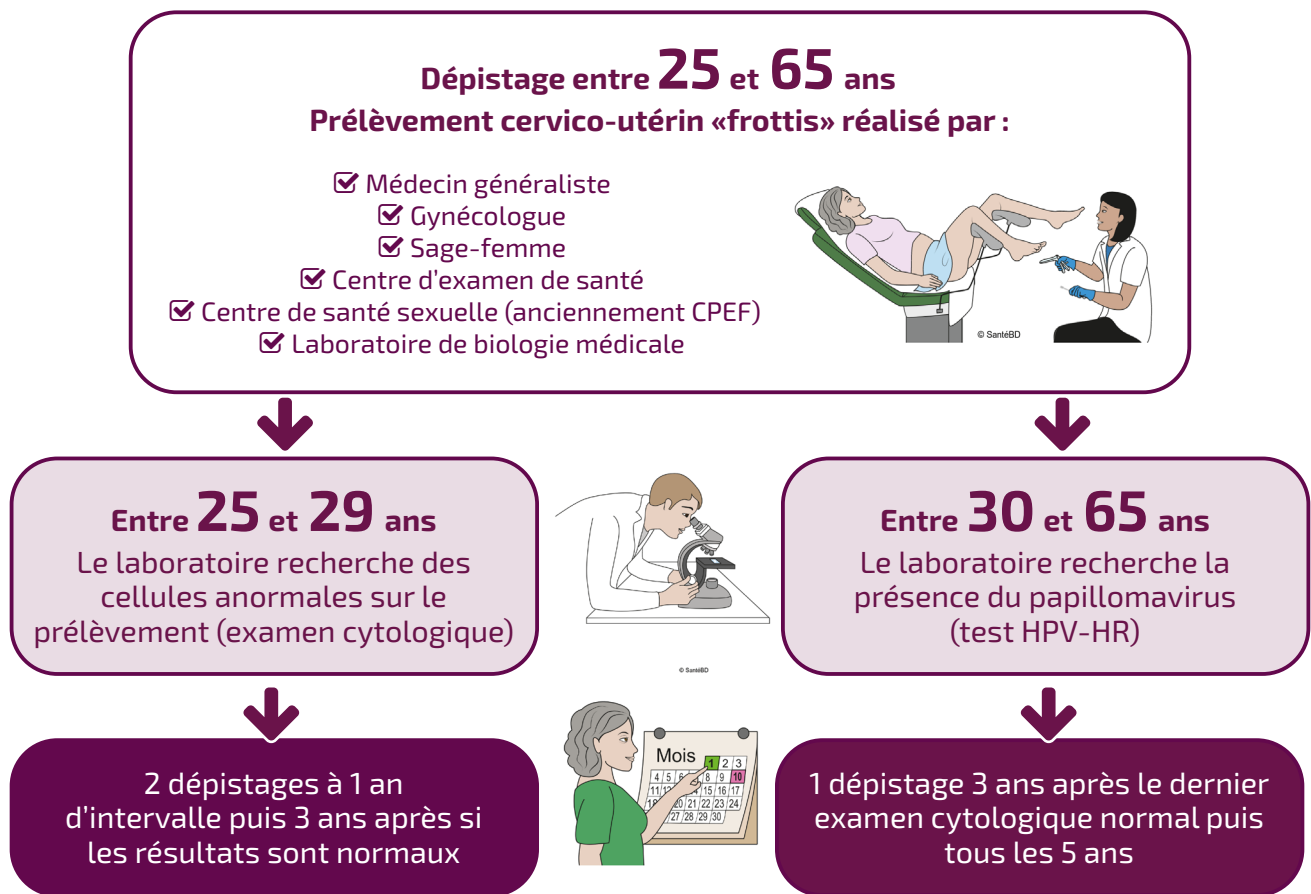 Dépistage entre 25 et 65 ans
Prélèvement cervico-utérin «frottis» réalisé par :
Médecin généraliste
Gynécologue
Sage-femme
Centre d'examen de santé
Centre de santé sexuelle (anciennement CPEF)
Laboratoire de biologie médicale
© SantéBD
Entre 25 et 29 ans
Le laboratoire recherche des
cellules anormales sur le
prélèvement (examen cytologique)
© SantéBD
Entre 30 et 65 ans
Le laboratoire recherche la
présence du papillomavirus
(test HPV-HR)
2 dépistages à 1 an
d'intervalle puis 3 ans après si
les résultats sont normaux
Mois
1 2 3
4 5 6 8 9 10
11 14 15 16 17
20 21 22 23 24
27 28 29 30
1 dépistage 3 ans après le dernier
examen cytologique normal puis
tous les 5 ans